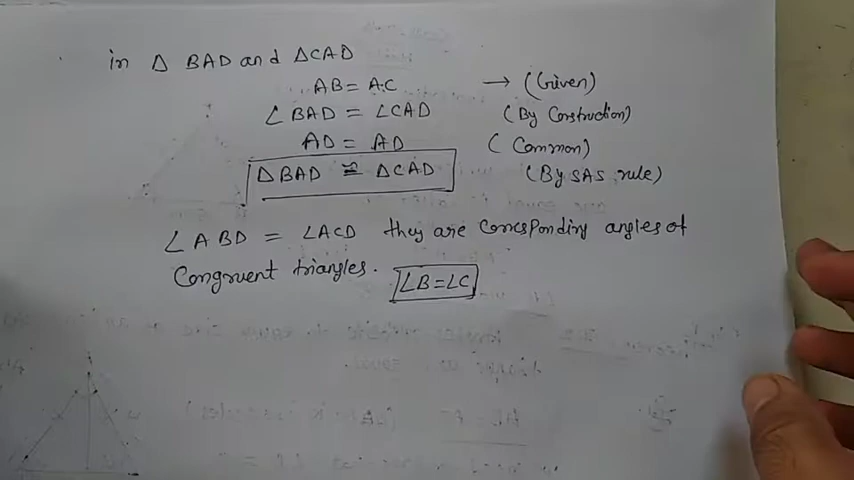 in Δ BAD and ΔCAD
AB = AC → (Given)
∠BAD = ∠CAD (By Construction)
AD = AD (Common)
ΔBAD ≅ ΔCAD (By SAS rule)
∠ABD = ∠ACD they are corresponding angles of
Congruent triangles. ∠B=∠C